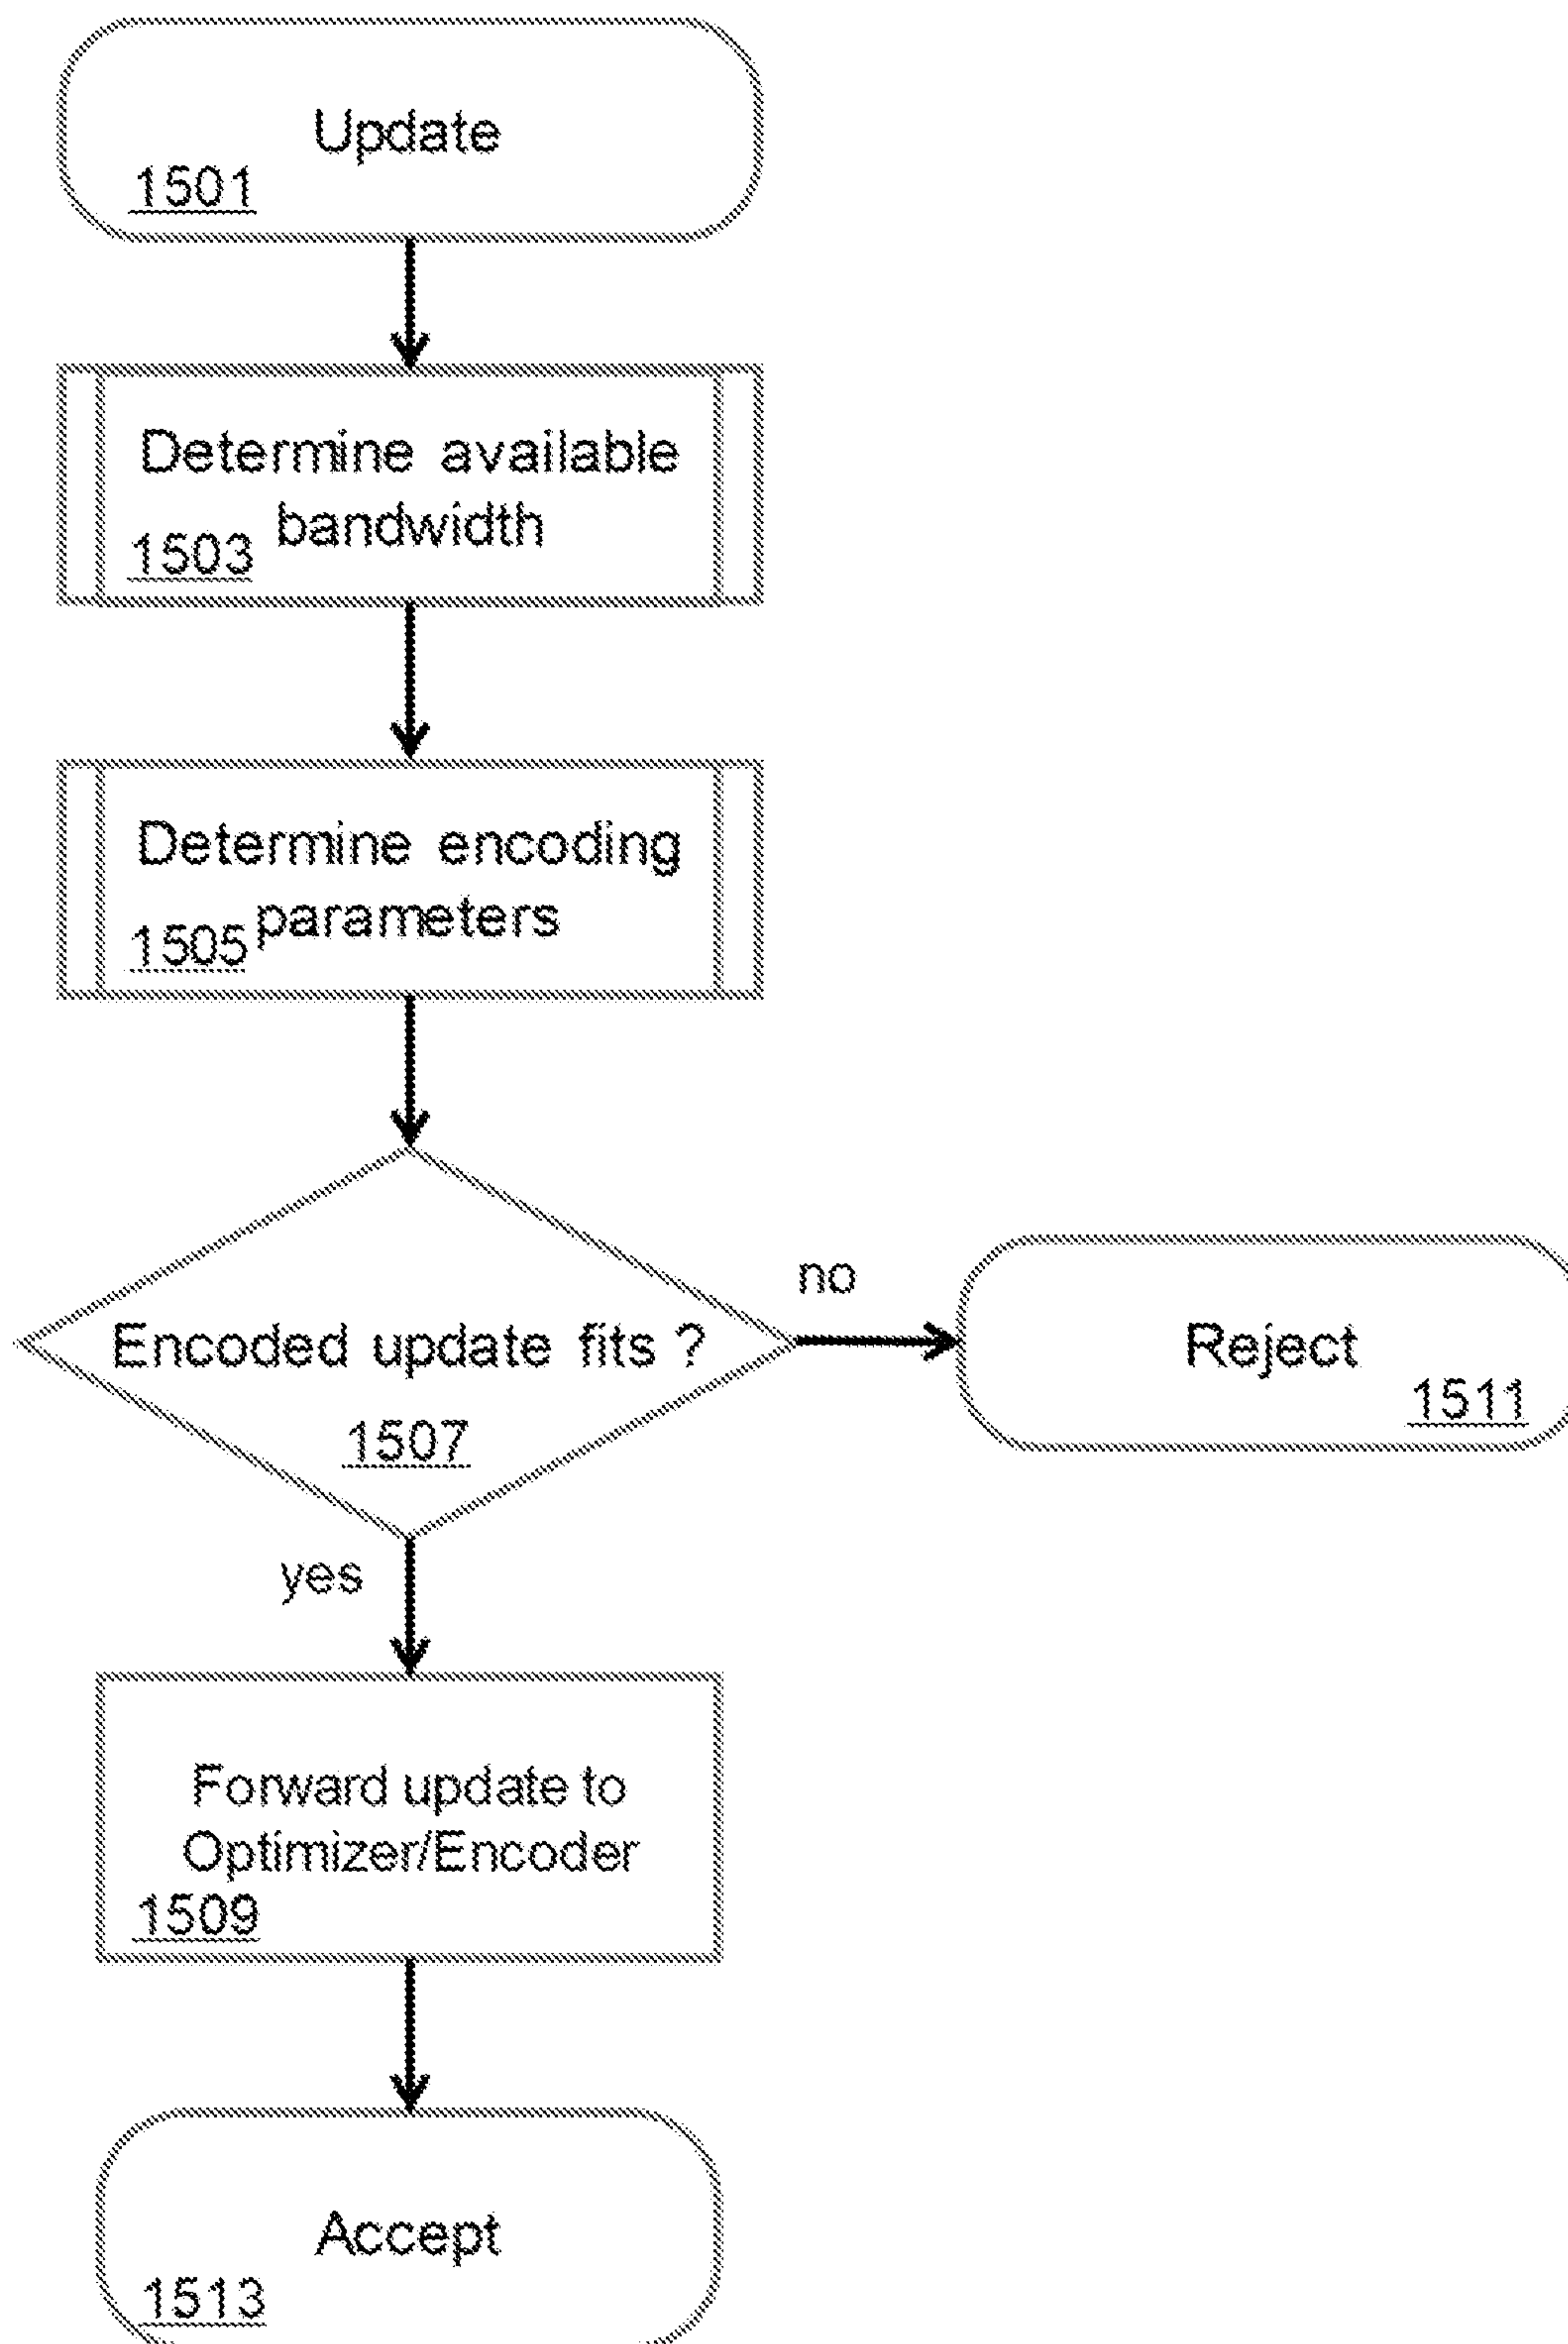 Update
1501
Determine available
bandwidth
1503
Determine encoding
parameters
1505
Encoded update fits ?
1507
no
Reject
1511
yes
Forward update to
Optimizer/Encoder
1509
Accept
1513